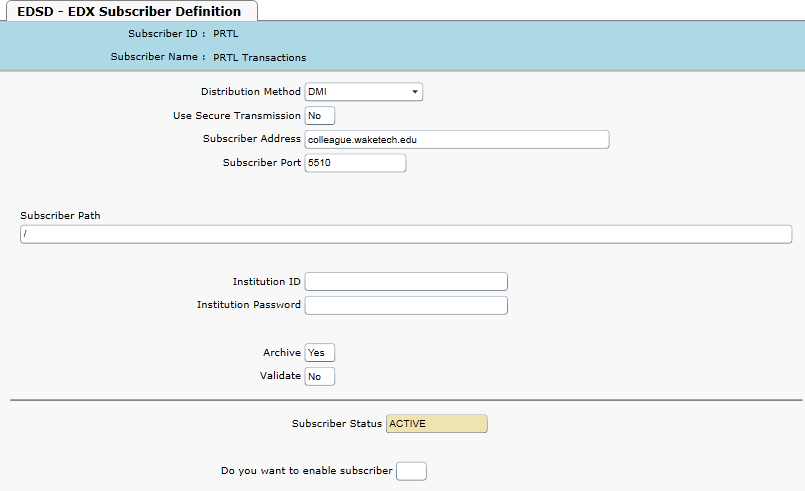 EDSD - EDX Subscriber Definition
Subscriber ID : PRTL
Subscriber Name : PRTL Transactions
Distribution Method DMI
Use Secure Transmission No
Subscriber Address colleague.waketech.edu
Subscriber Port 5510
Subscriber Path
/
Institution ID
Institution Password
Archive Yes
Validate No
Subscriber Status ACTIVE
Do you want to enable subscriber